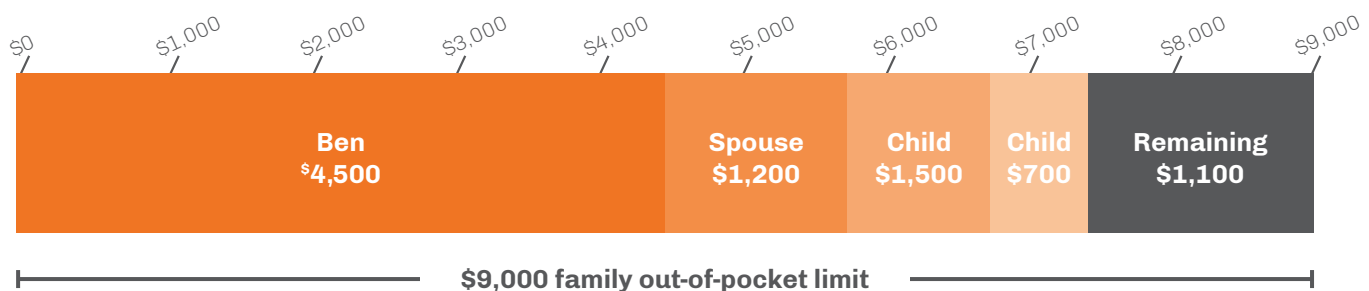 $0 $1,000 $2,000 $3,000 $4,000 $5,000 $6,000 $7,000 $8,000 $9,000
Ben Spouse Child Child Remaining
$4,500 $1,200 $1,500 $700 $1,100
$9,000 family out-of-pocket limit